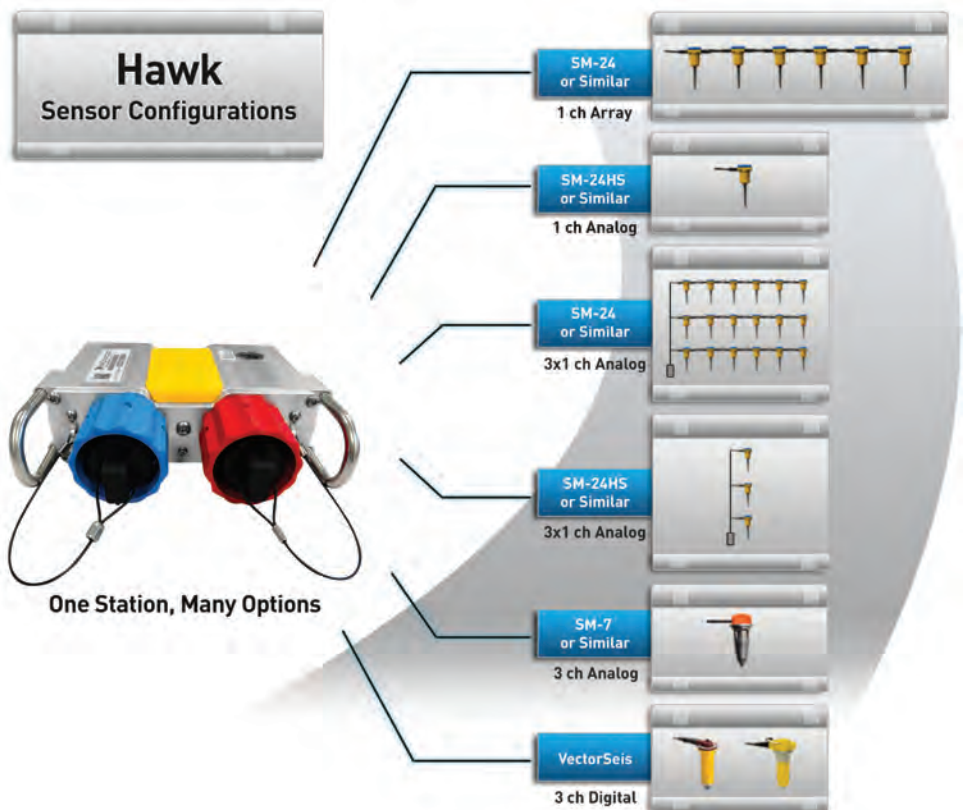 Hawk
Sensor Configurations
SM-24
or Similar
1 ch Array
SM-24HS
or Similar
1 ch Analog
SM-24
or Similar
3x1 ch Analog
SM-24HS
or Similar
3x1 ch Analog
One Station, Many Options
SM-7
or Similar
3 ch Analog
VectorSeis
3 ch Digital